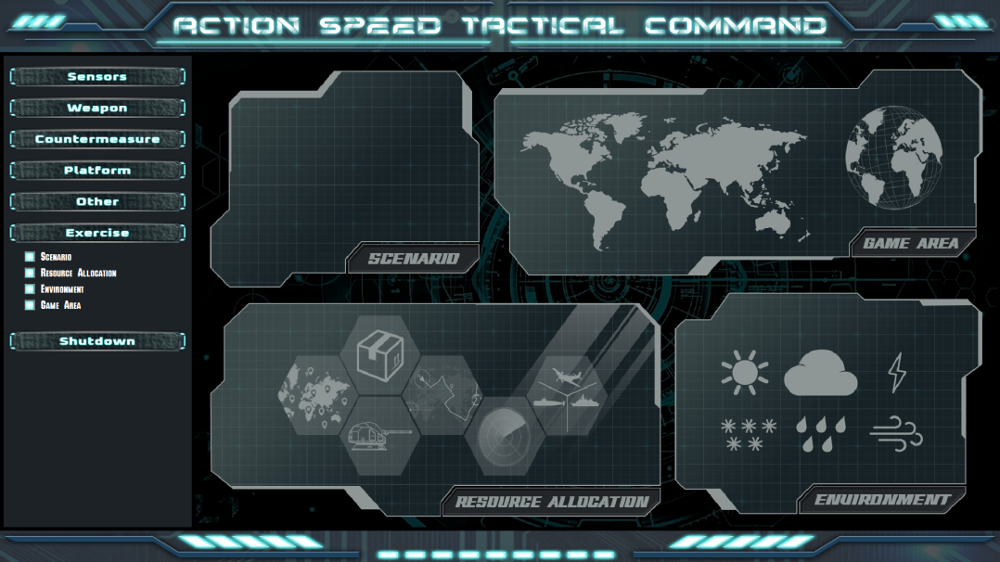 ACTION SPEED TACTICAL COMMAND
Sensors
Weapon
Countermeasure
Platform
Other
Exercise
Scenario
Resource Allocation
Environment
Game Area
Shutdown
SCENARIO
GAME AREA
RESOURCE ALLOCATION
ENVIRONMENT